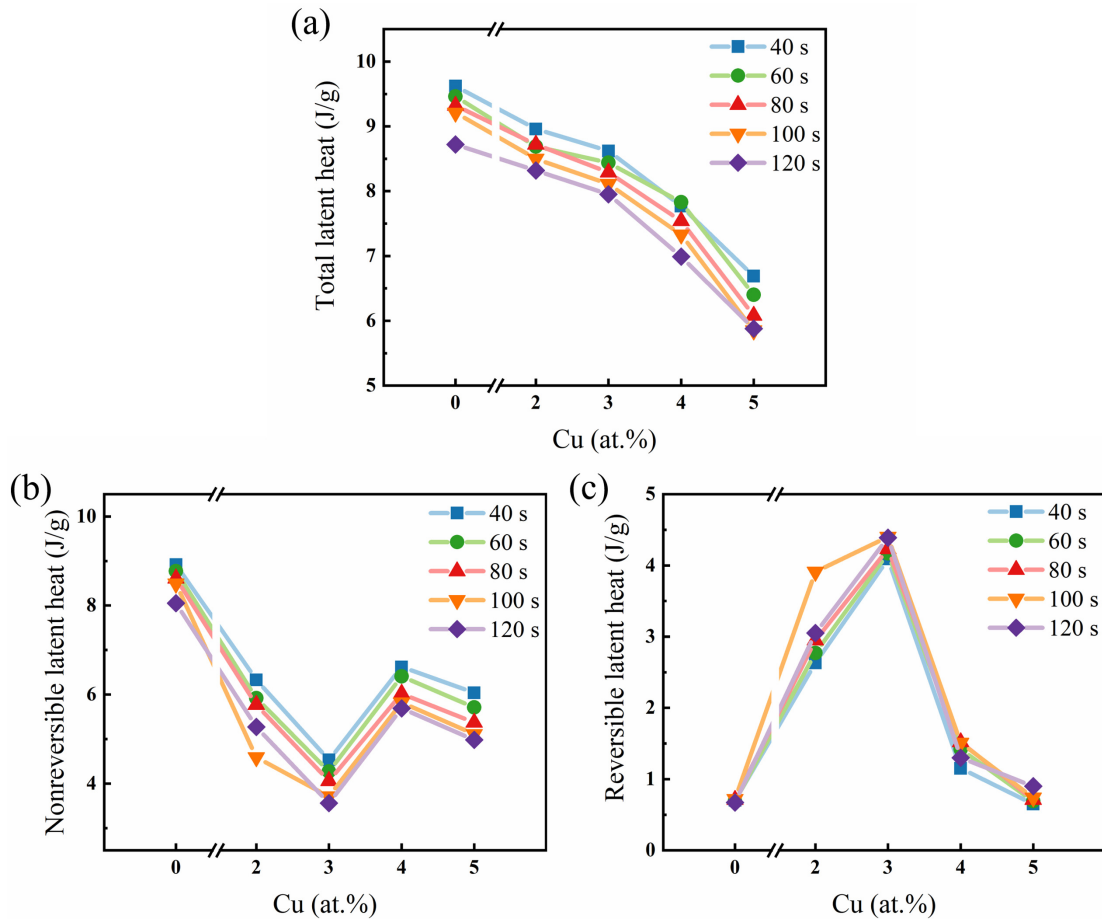 (a)
Total latent heat (J/g)
10
9
8
7
6
5
40 s
60 s
80 s
100 s
120 s
0 2 3 4 5
Cu (at.%)
(b)
Nonreversible latent heat (J/g)
10
8
6
4
40 s
60 s
80 s
100 s
120 s
0 2 3 4 5
Cu (at.%)
(c)
Reversible latent heat (J/g)
5
4
3
2
1
0
40 s
60 s
80 s
100 s
120 s
0 2 3 4 5
Cu (at.%)